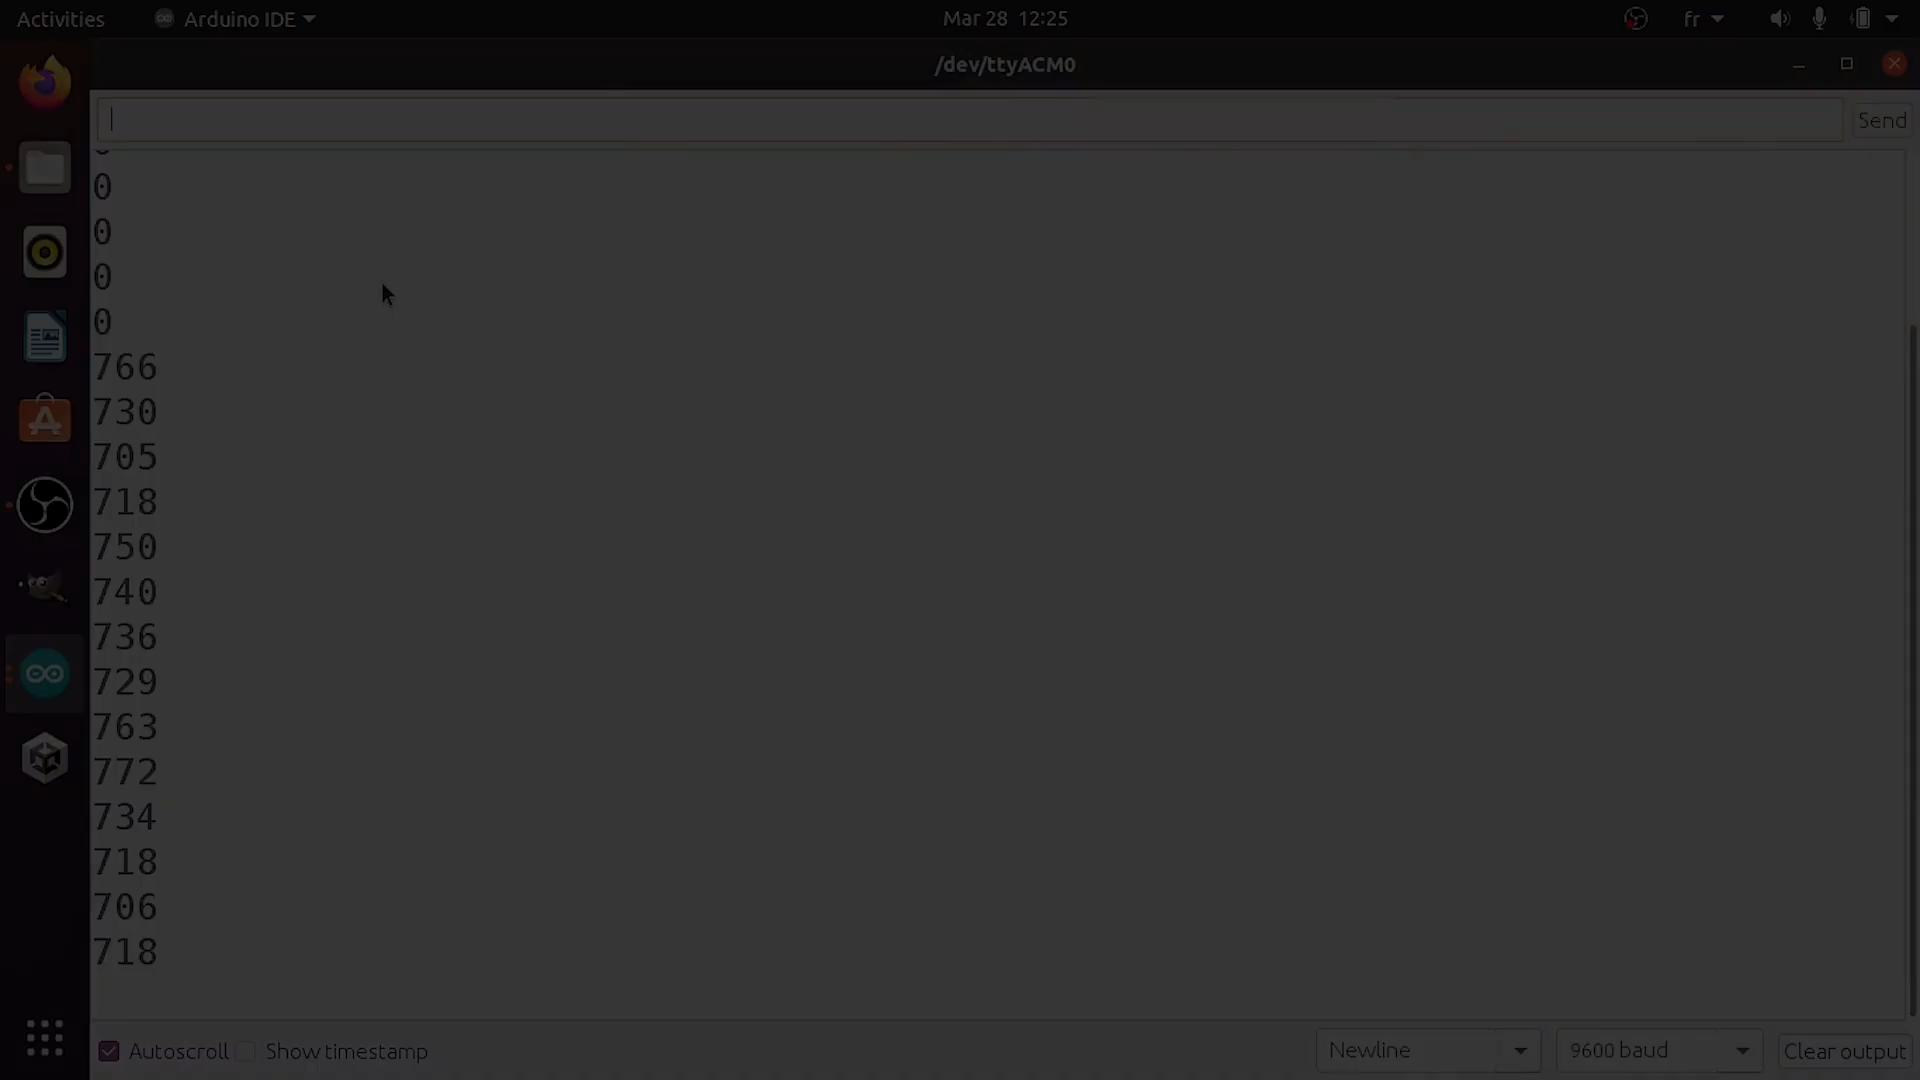 Activities
Arduino IDE
Mar 28 12:25
fr
/dev/ttyACM0
Send
0
0
0
0
766
730
705
718
750
740
736
729
763
772
734
718
706
718
Autoscroll
Show timestamp
Newline
9600 baud
Clear output